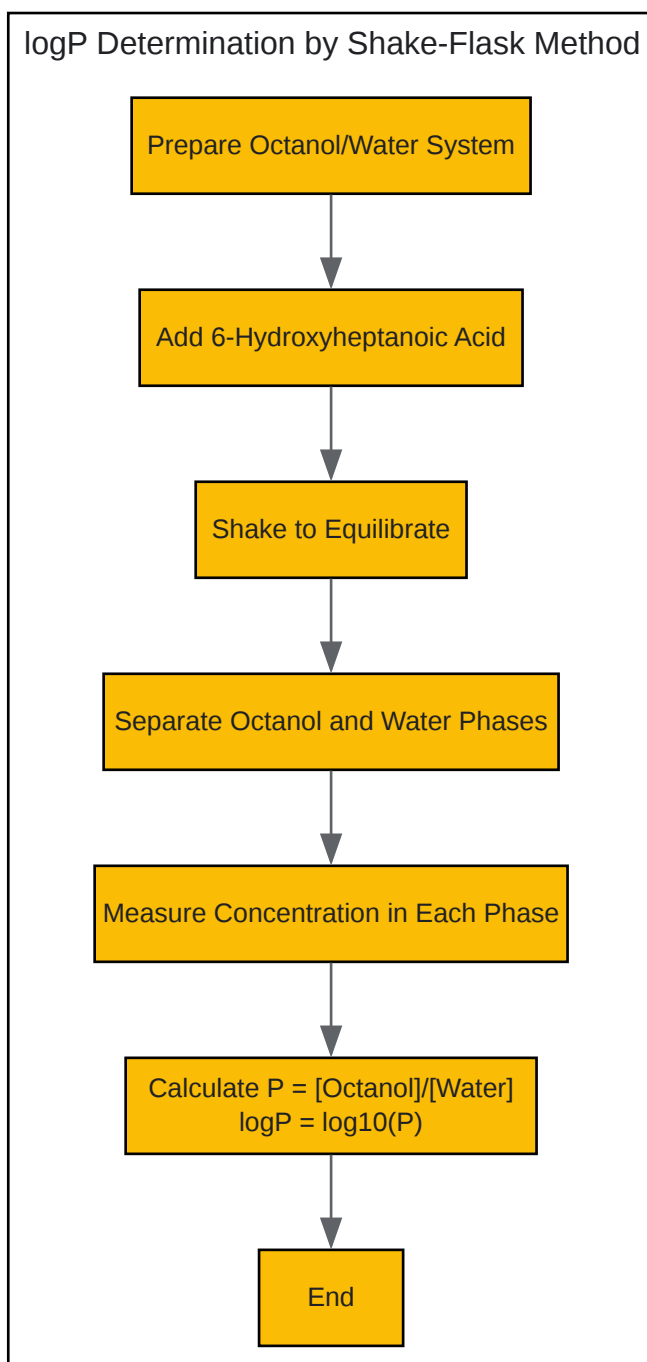 logP Determination by Shake-Flask Method
Prepare Octanol/Water System
Add 6-Hydroxyheptanoic Acid
Shake to Equilibrate
Separate Octanol and Water Phases
Measure Concentration in Each Phase
Calculate P = [Octanol]/[Water]
logP = log10(P)
End